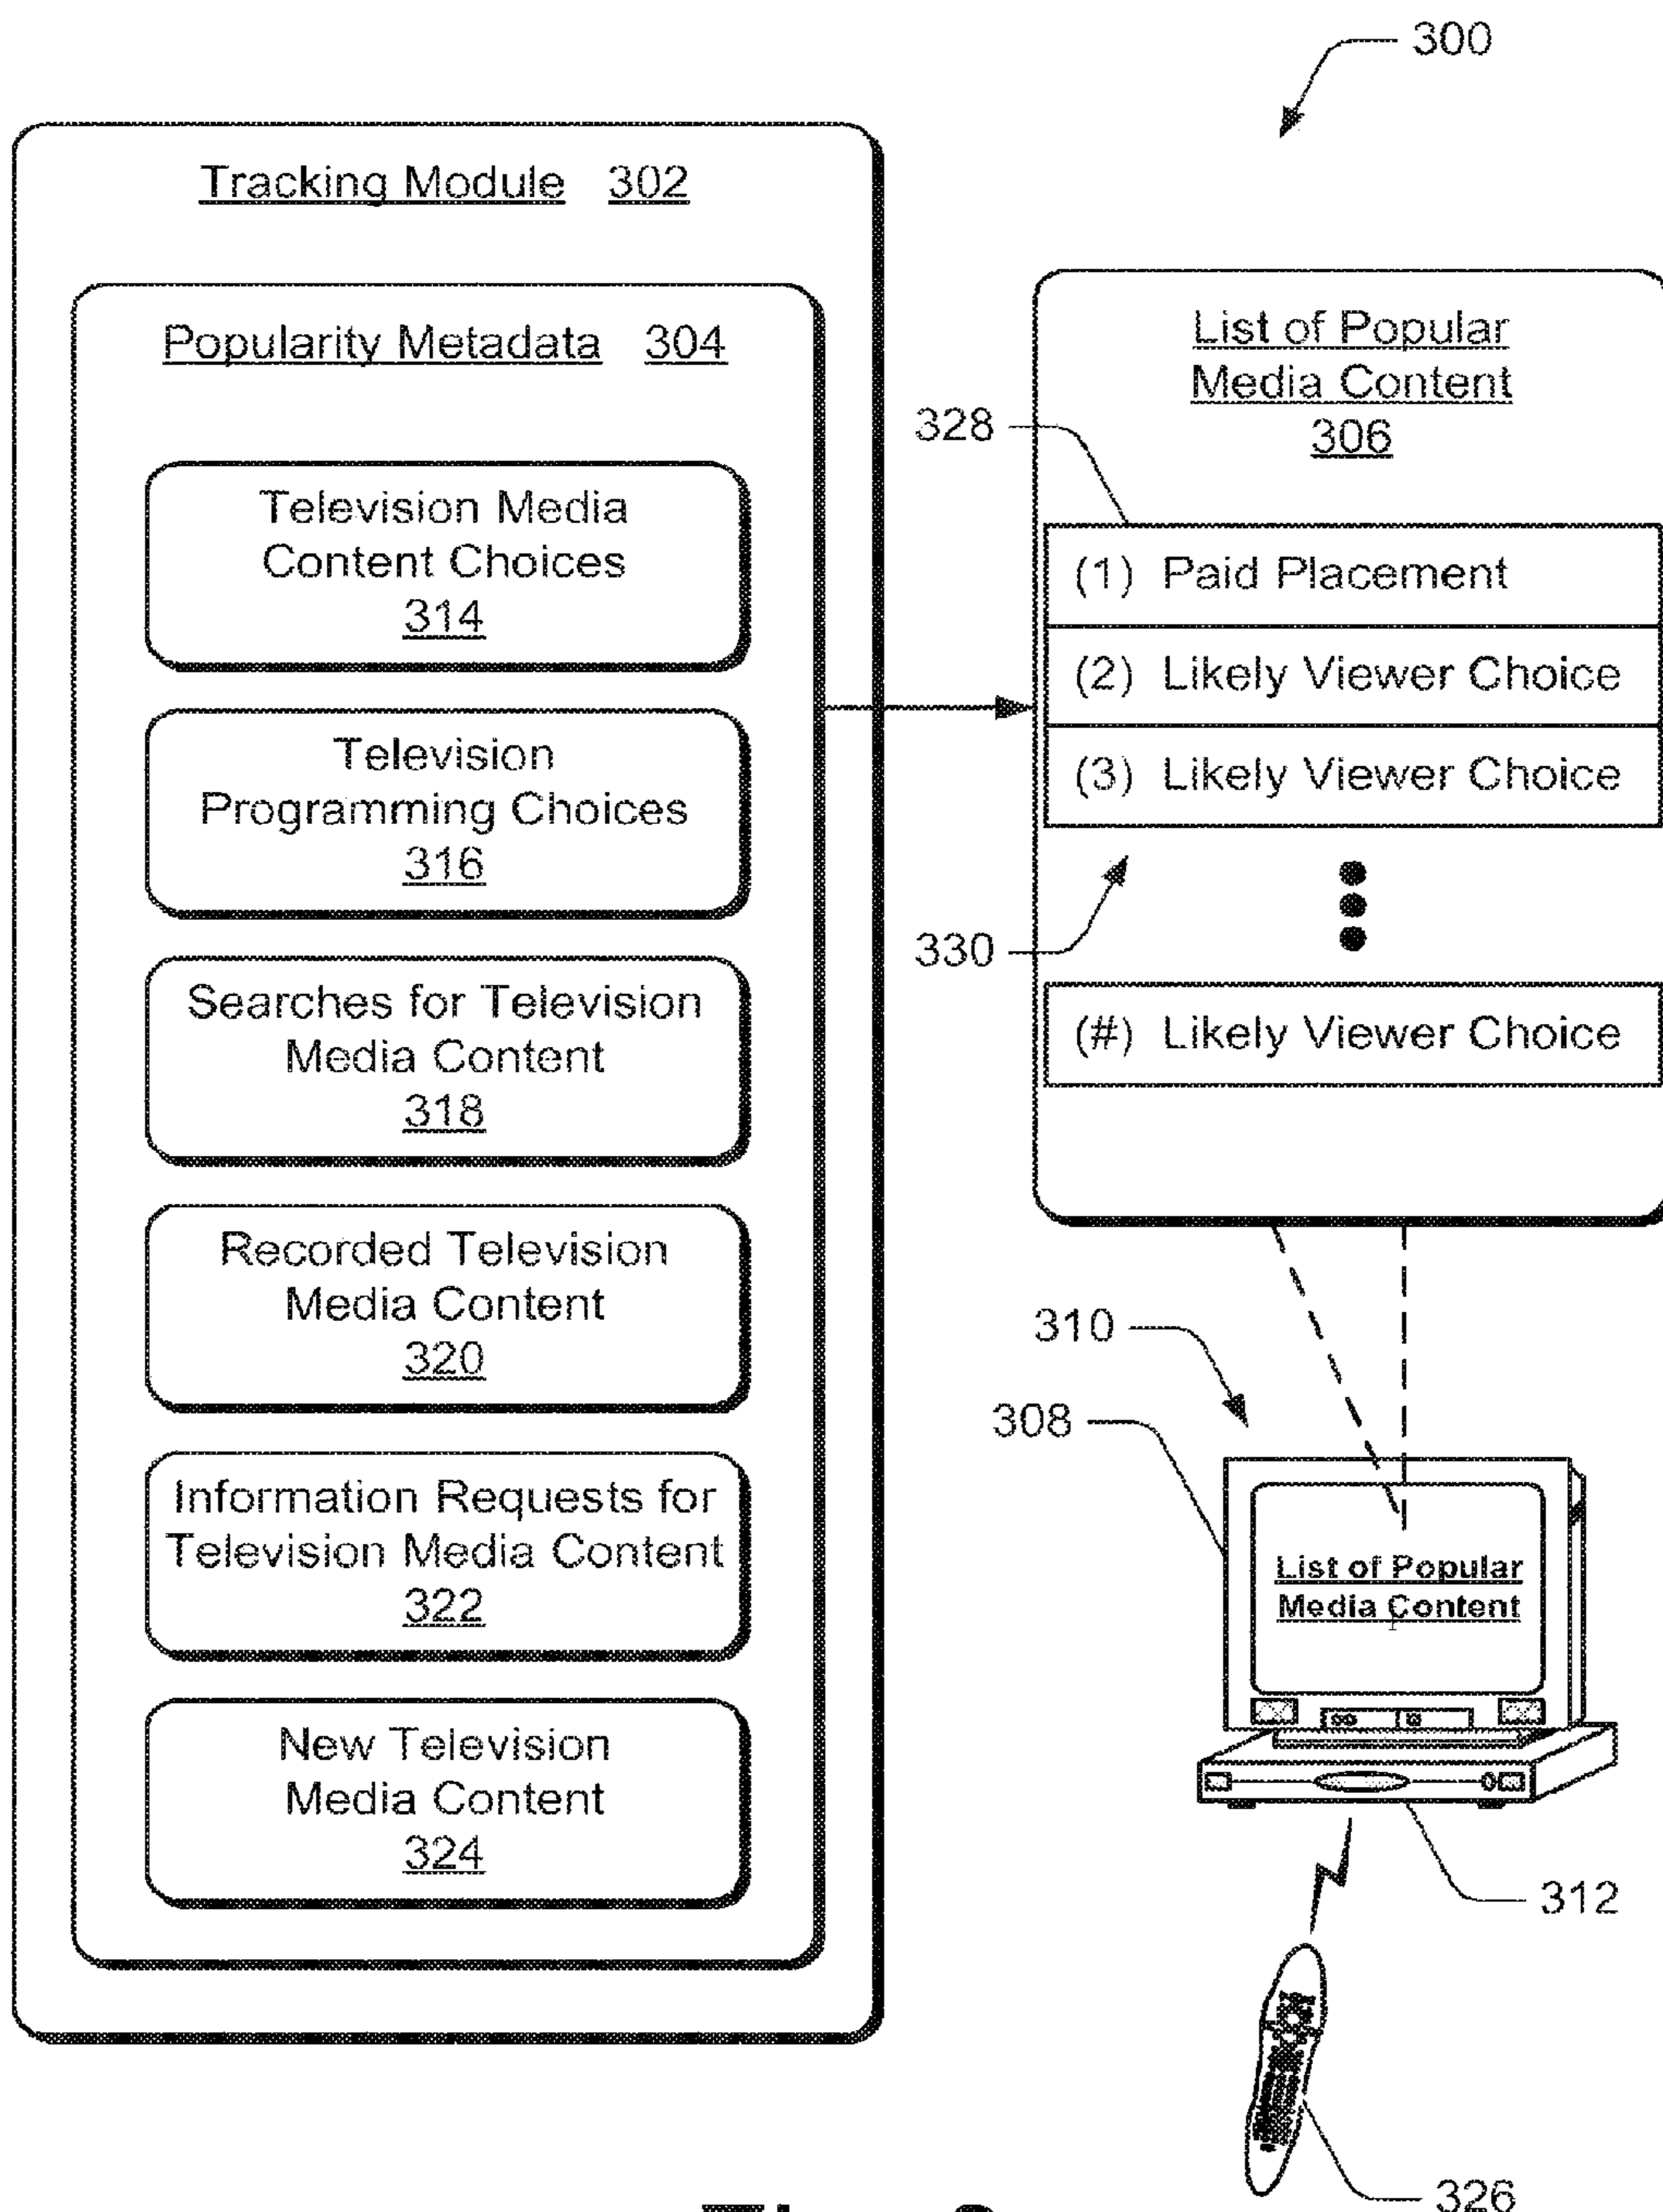 300
Tracking Module 302
Popularity Metadata 304
Television Media
Content Choices
314
Television
Programming Choices
316
Searches for Television
Media Content
318
Recorded Television
Media Content
320
Information Requests for
Television Media Content
322
New Television
Media Content
324
List of Popular
Media Content
306
328
(1) Paid Placement
(2) Likely Viewer Choice
(3) Likely Viewer Choice
330
(#) Likely Viewer Choice
310
308
List of Popular
Media Content
312
326